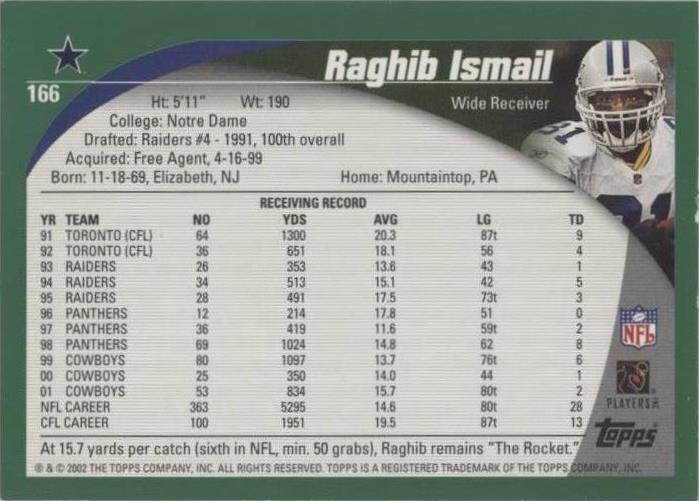 Raghib Ismail
166
Wide Receiver
Ht: 5'11" Wt: 190
College: Notre Dame
Drafted: Raiders #4 - 1991, 100th overall
Acquired: Free Agent, 4-16-99
Born: 11-18-69, Elizabeth, NJ Home: Mountaintop, PA
81
81
RECEIVING RECORD
YR TEAM NO YDS AVG LG TD
91 TORONTO (CFL) 64 1300 20.3 87t 9
92 TORONTO (CFL) 36 651 18.1 56 4
93 RAIDERS 26 353 13.6 43 1
94 RAIDERS 34 513 15.1 42 5
95 RAIDERS 28 491 17.5 73t 3
96 PANTHERS 12 214 17.8 51 0
97 PANTHERS 36 419 11.6 59t 2
98 PANTHERS 69 1024 14.8 62 8
99 COWBOYS 80 1097 13.7 76t 6
00 COWBOYS 25 350 14.0 44 1
01 COWBOYS 53 834 15.7 80t 2
NFL CAREER 363 5295 14.6 80t 28
CFL CAREER 100 1951 19.5 87t 13
NFL
PLAYERS INC
Topps
At 15.7 yards per catch (sixth in NFL, min. 50 grabs), Raghib remains "The Rocket."
® & © 2002 THE TOPPS COMPANY, INC. ALL RIGHTS RESERVED. TOPPS IS A REGISTERED TRADEMARK OF THE TOPPS COMPANY, INC.